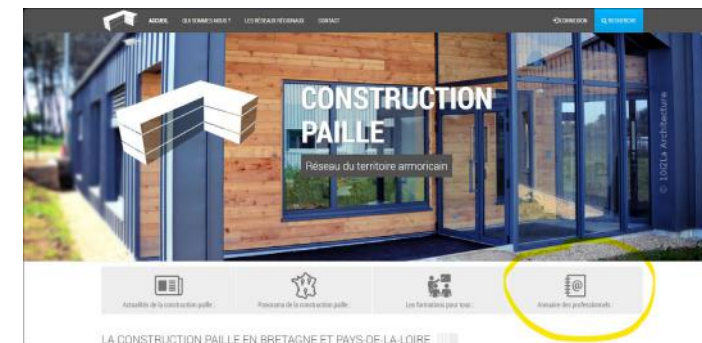 ACCUEIL QUI SOMMES-NOUS ? LES RÉSEAUX RÉGIONAUX CONTACT CONNEXION RECHERCHE
CONSTRUCTION
PAILLE
Réseau du territoire armoricain
© 10i2La Architecture
Actualités de la construction paille : Panorama de la construction paille : Les formations pour tous : Annuaire des professionnels :
LA CONSTRUCTION PAILLE EN BRETAGNE ET PAYS-DE-LA-LOIRE